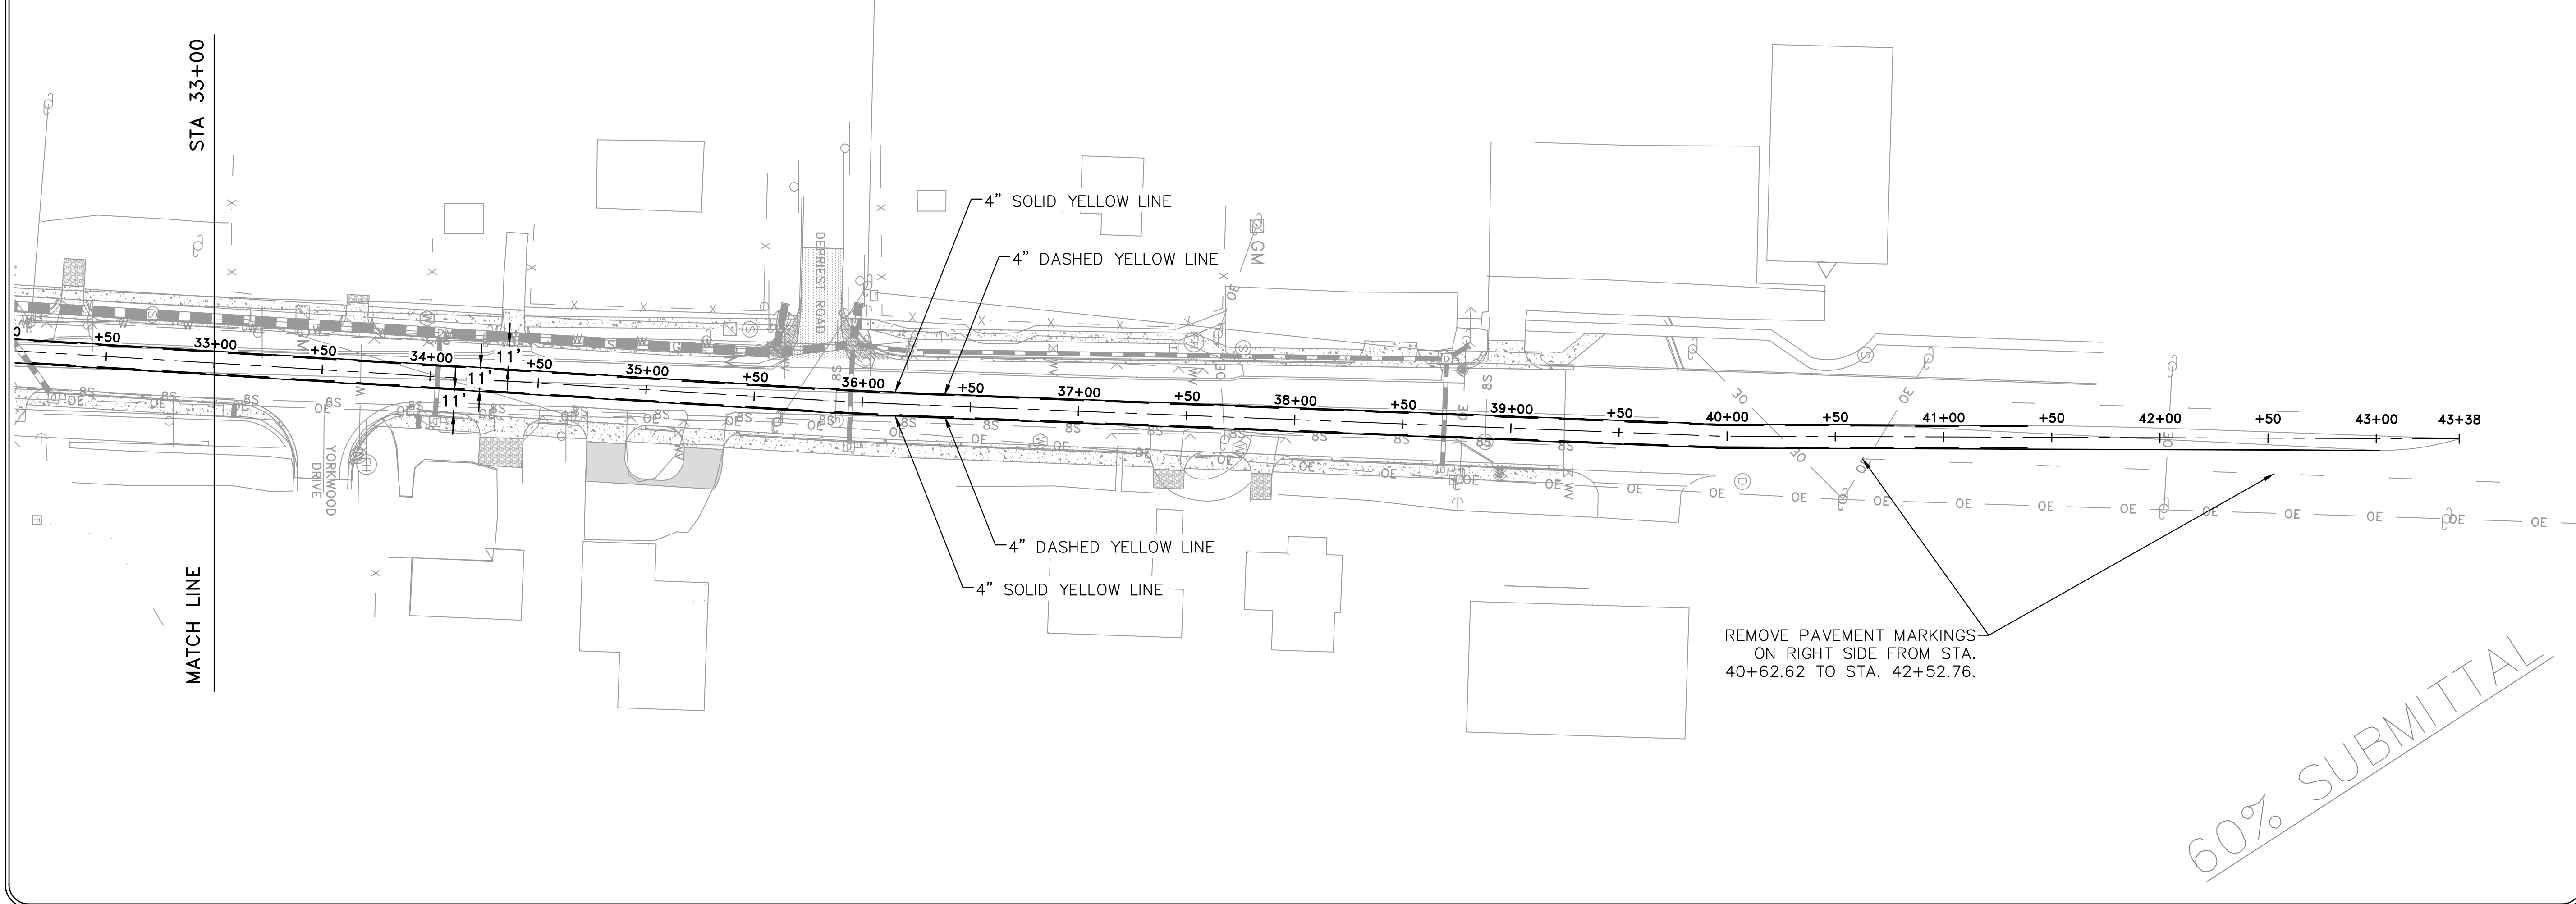 STA 33+00
MATCH LINE
4" SOLID YELLOW LINE
4" DASHED YELLOW LINE
DEPRIEST ROAD
GM
+50
33+00
+50
34+00
+50
35+00
+50
36+00
+50
37+00
+50
38+00
+50
39+00
+50
40+00
+50
41+00
+50
42+00
+50
43+00
43+38
11'
11'
11'
YORKWOOD
DRIVE
4" DASHED YELLOW LINE
4" SOLID YELLOW LINE
REMOVE PAVEMENT MARKINGS
ON RIGHT SIDE FROM STA.
40+62.62 TO STA. 42+52.76.
60% SUBMITTAL